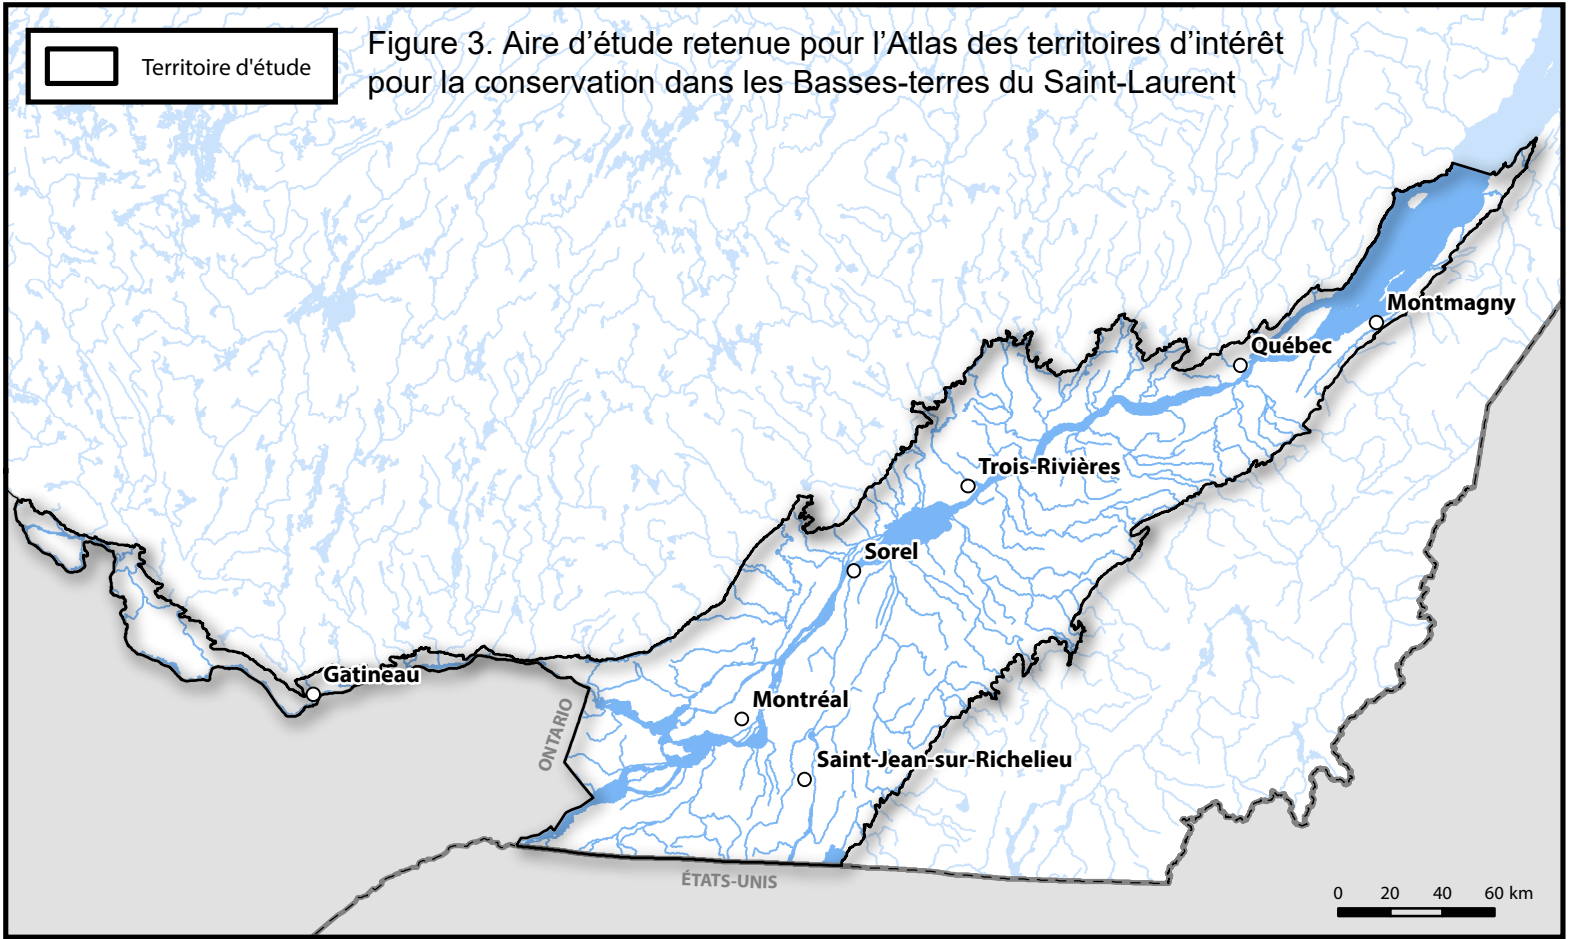 Figure 3. Aire d’étude retenue pour l’Atlas des territoires d’intérêt
pour la conservation dans les Basses-terres du Saint-Laurent
Territoire d'étude
Montmagny
Québec
Trois-Rivières
Sorel
Gatineau
Montréal
ONTARIO
Saint-Jean-sur-Richelieu
ÉTATS-UNIS
0 20 40 60 km